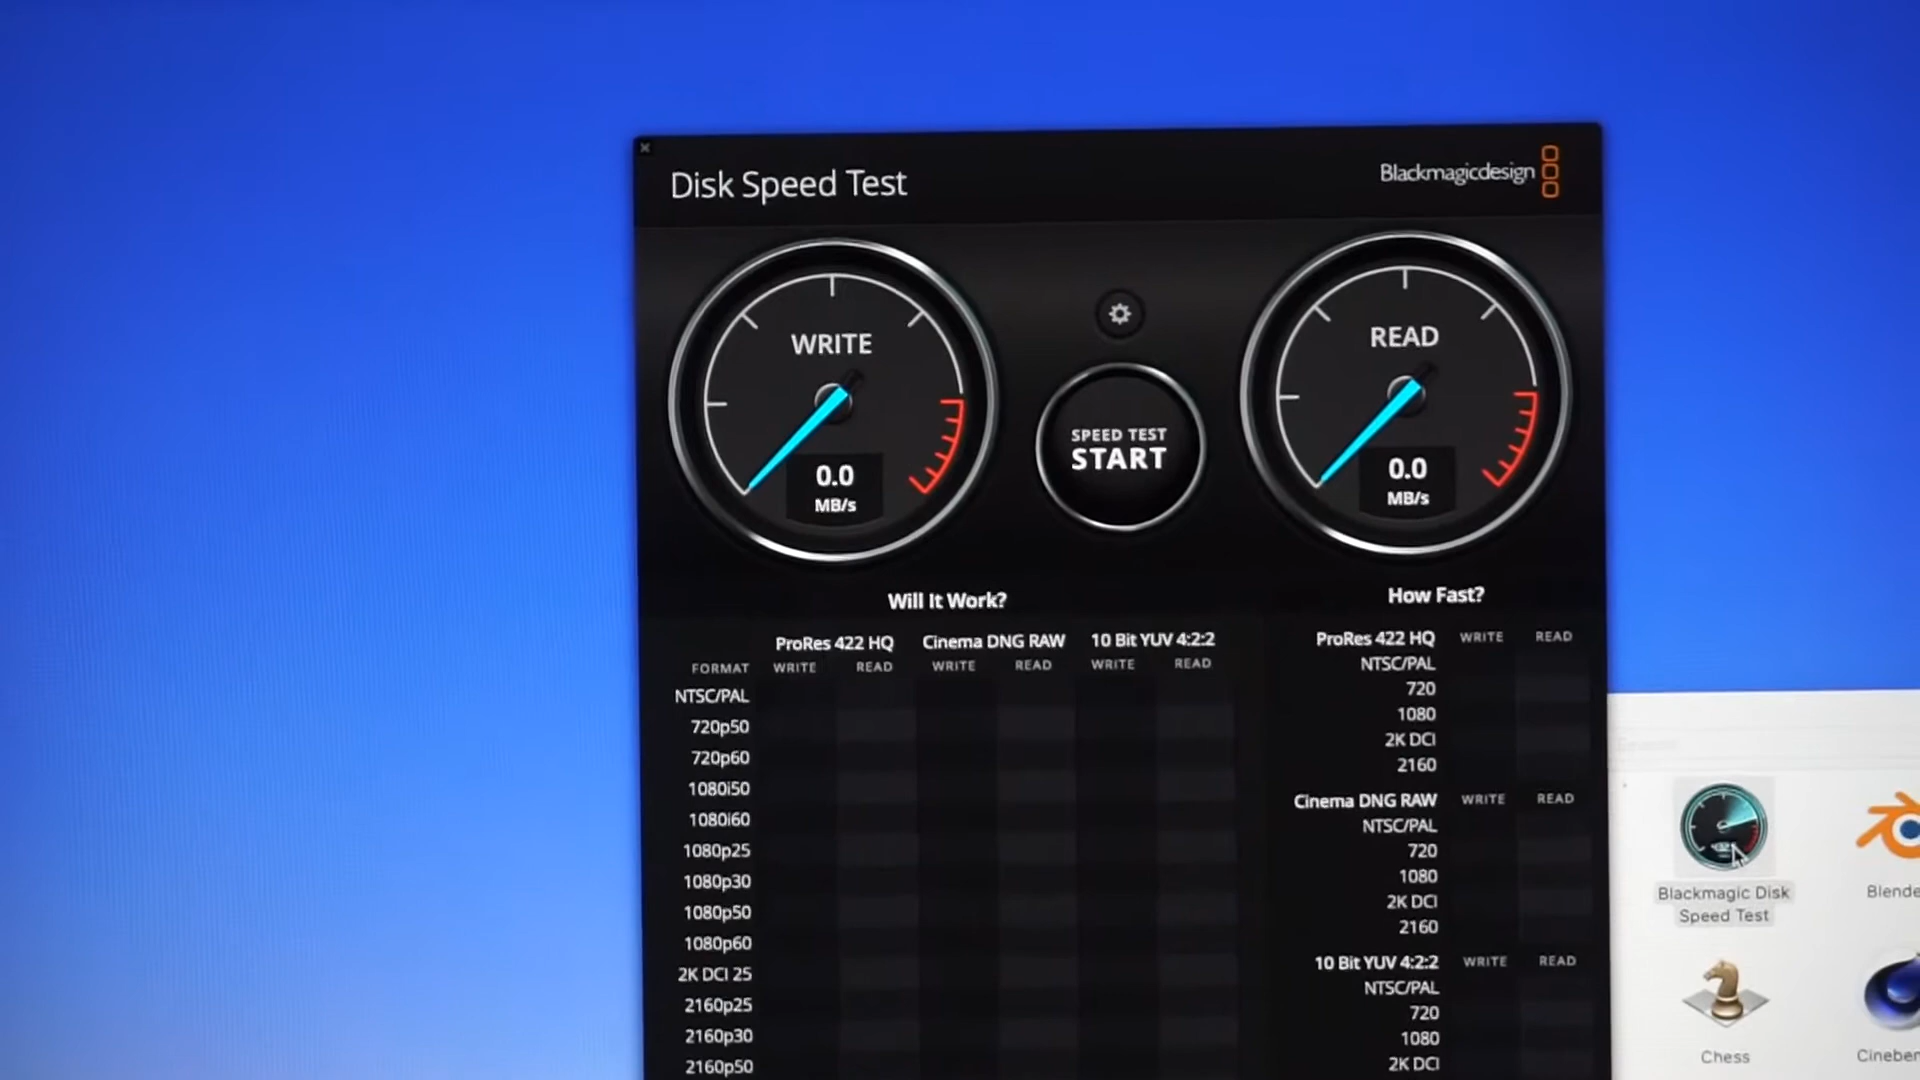 Disk Speed Test
Blackmagicdesign
WRITE
0.0
MB/s
SPEED TEST
START
READ
0.0
MB/s
Will It Work?
ProRes 422 HQ Cinema DNG RAW 10 Bit YUV 4:2:2
FORMAT WRITE READ WRITE READ WRITE READ
NTSC/PAL
720p50
720p60
1080i50
1080i60
1080p25
1080p30
1080p50
1080p60
2K DCI 25
2160p25
2160p30
2160p50
How Fast?
ProRes 422 HQ WRITE READ
NTSC/PAL
720
1080
2K DCI
2160
Cinema DNG RAW WRITE READ
NTSC/PAL
720
1080
2K DCI
2160
10 Bit YUV 4:2:2 WRITE READ
NTSC/PAL
720
1080
2K DCI
Blackmagic Disk
Speed Test
Blende
Chess
Cineben